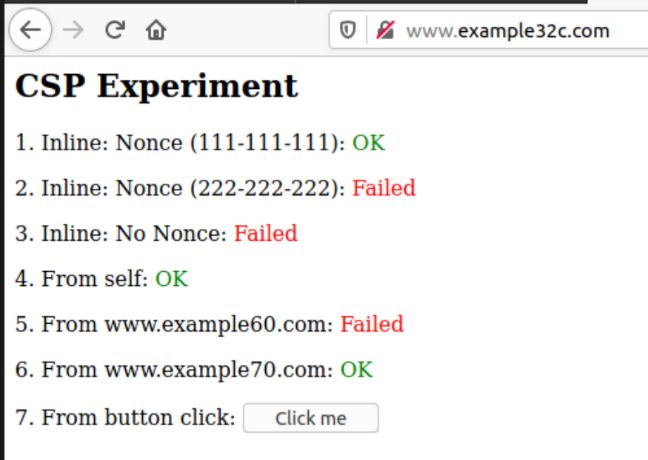 www.example32c.com
CSP Experiment
1. Inline: Nonce (111-111-111): OK
2. Inline: Nonce (222-222-222): Failed
3. Inline: No Nonce: Failed
4. From self: OK
5. From www.example60.com: Failed
6. From www.example70.com: OK
7. From button click: Click me